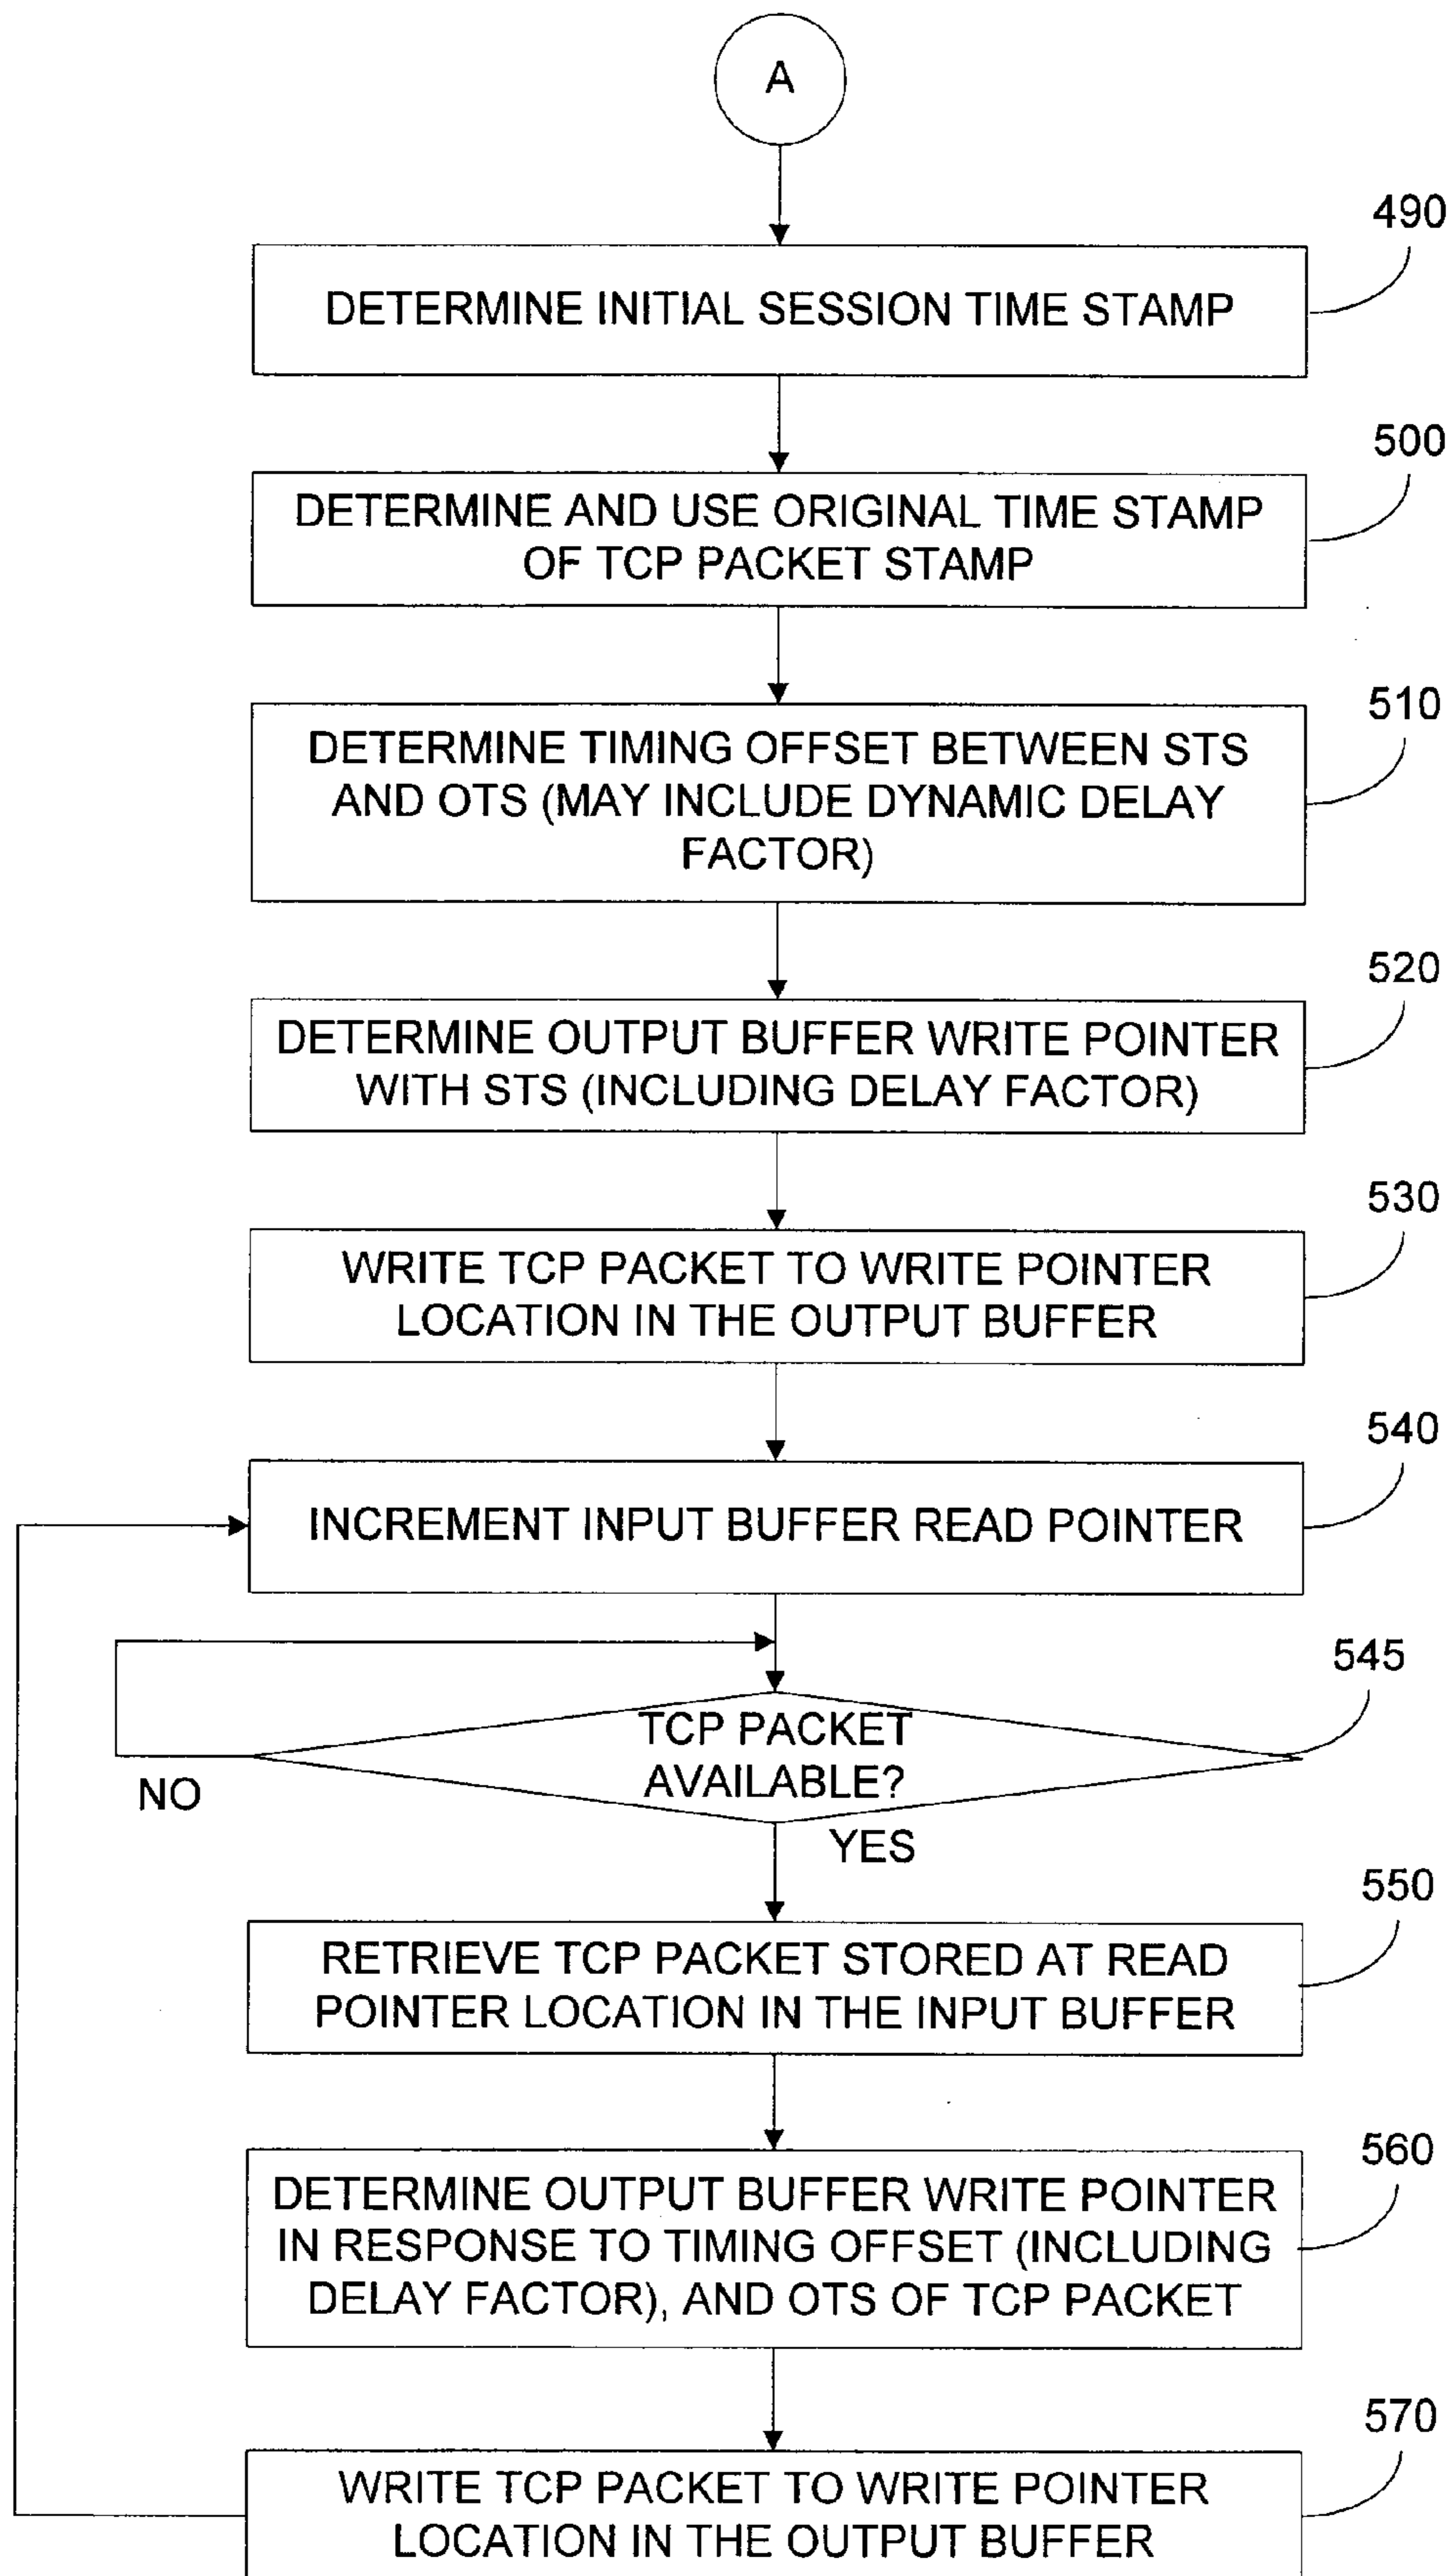 A
490
DETERMINE INITIAL SESSION TIME STAMP
500
DETERMINE AND USE ORIGINAL TIME STAMP
OF TCP PACKET STAMP
510
DETERMINE TIMING OFFSET BETWEEN STS
AND OTS (MAY INCLUDE DYNAMIC DELAY
FACTOR)
520
DETERMINE OUTPUT BUFFER WRITE POINTER
WITH STS (INCLUDING DELAY FACTOR)
530
WRITE TCP PACKET TO WRITE POINTER
LOCATION IN THE OUTPUT BUFFER
540
INCREMENT INPUT BUFFER READ POINTER
545
TCP PACKET
AVAILABLE?
NO
YES
550
RETRIEVE TCP PACKET STORED AT READ
POINTER LOCATION IN THE INPUT BUFFER
560
DETERMINE OUTPUT BUFFER WRITE POINTER
IN RESPONSE TO TIMING OFFSET (INCLUDING
DELAY FACTOR), AND OTS OF TCP PACKET
570
WRITE TCP PACKET TO WRITE POINTER
LOCATION IN THE OUTPUT BUFFER